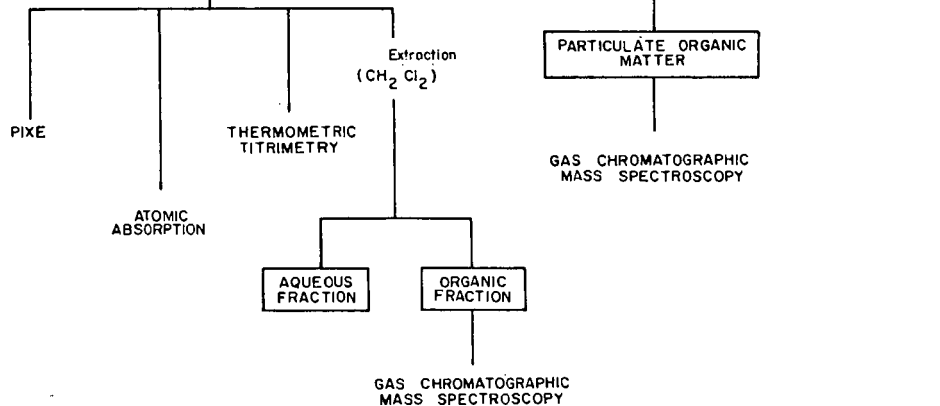 Extraction
(CH2 Cl2)
PARTICULATE ORGANIC
MATTER
PIXE
THERMOMETRIC
TITRIMETRY
GAS CHROMATOGRAPHIC
MASS SPECTROSCOPY
ATOMIC
ABSORPTION
AQUEOUS
FRACTION
ORGANIC
FRACTION
GAS CHROMATOGRAPHIC
MASS SPECTROSCOPY